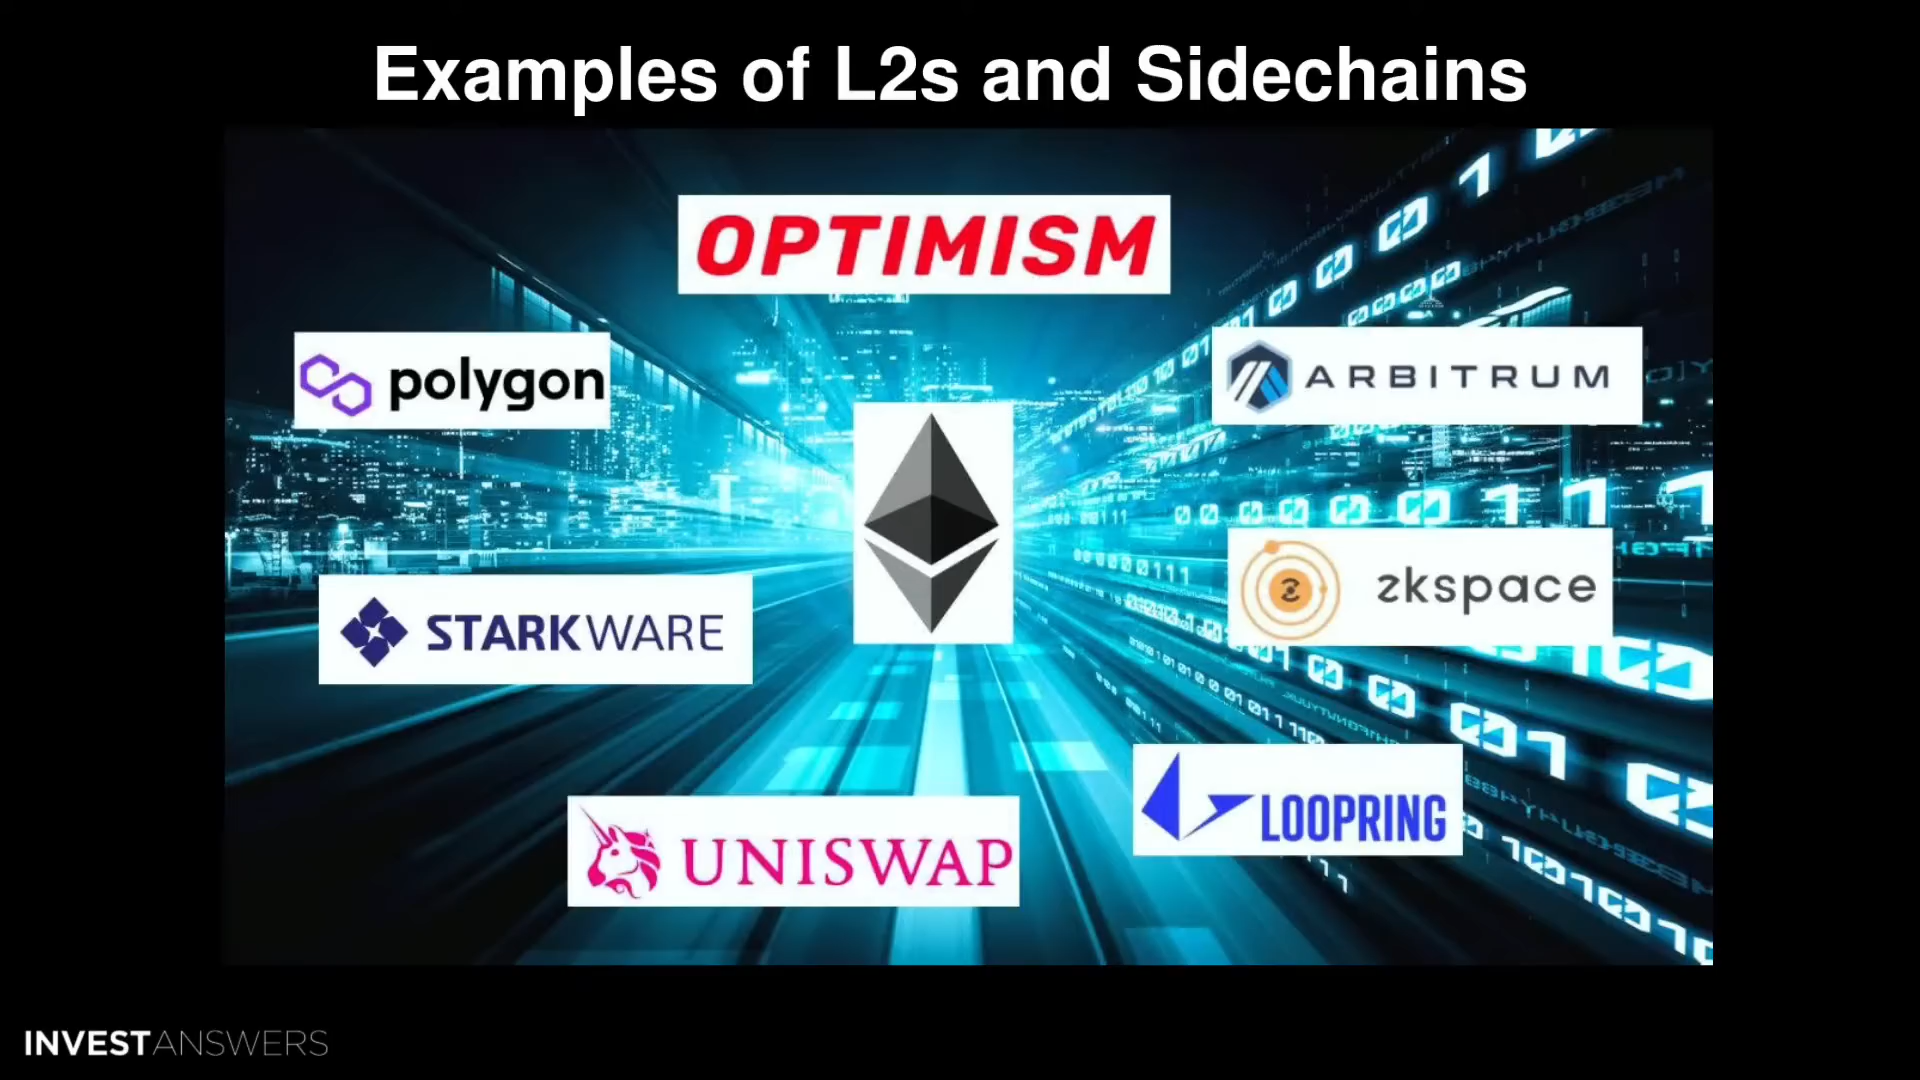 Examples of L2s and Sidechains
OPTIMISM
polygon
ARBITRUM
zkspace
STARKWARE
LOOPRING
UNISWAP
INVESTANSWERS